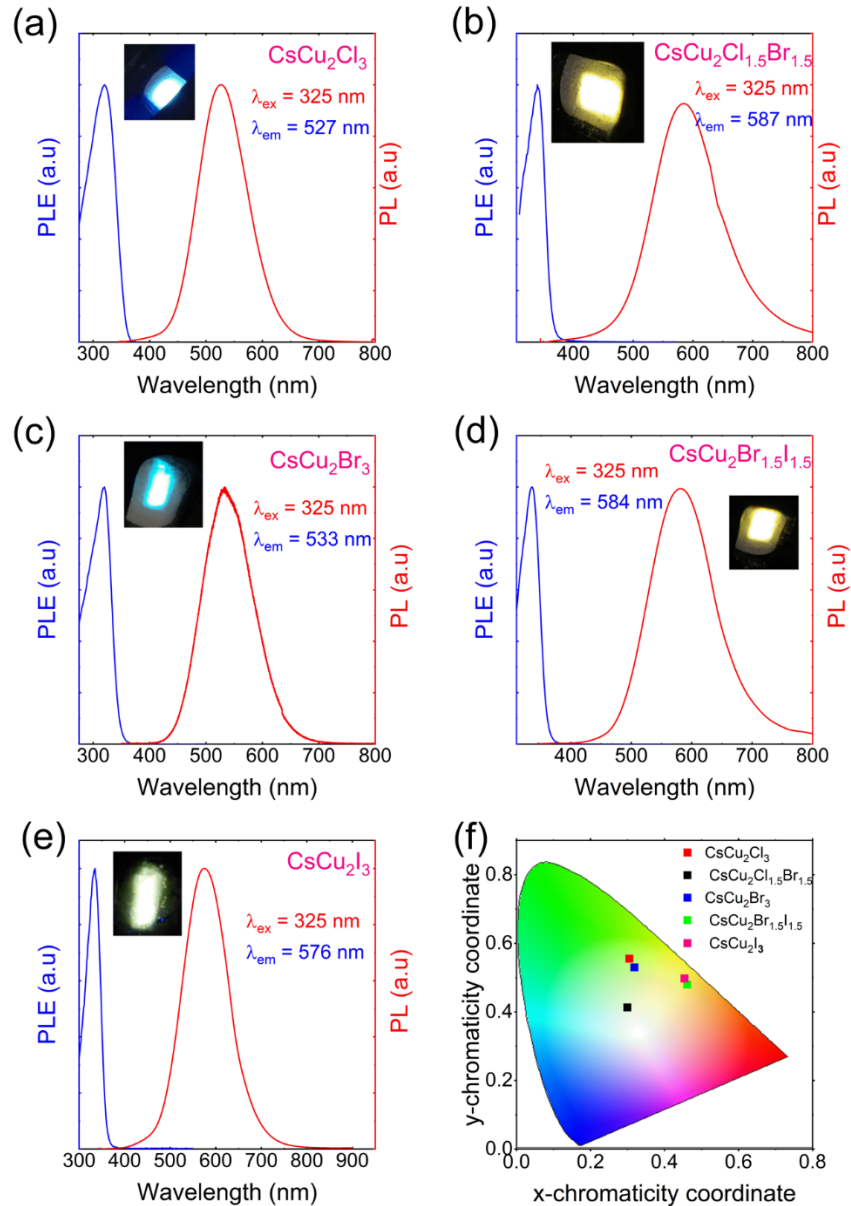 (a)
CsCu₂Cl₃
λₑₓ = 325 nm
λₑₘ = 527 nm
PLE (a.u)
PL (a.u)
300 400 500 600 700 800
Wavelength (nm)
(b)
CsCu₂Cl₁.₅Br₁.₅
λₑₓ = 325 nm
λₑₘ = 587 nm
PLE (a.u)
PL (a.u)
400 500 600 700 800
Wavelength (nm)
(c)
CsCu₂Br₃
λₑₓ = 325 nm
λₑₘ = 533 nm
PLE (a.u)
PL (a.u)
300 400 500 600 700 800
Wavelength (nm)
(d)
CsCu₂Br₁.₅I₁.₅
λₑₓ = 325 nm
λₑₘ = 584 nm
PLE (a.u)
PL (a.u)
400 500 600 700 800
Wavelength (nm)
(e)
CsCu₂I₃
λₑₓ = 325 nm
λₑₘ = 576 nm
PLE (a.u)
PL (a.u)
300 400 500 600 700 800 900
Wavelength (nm)
(f)
CsCu₂Cl₃
CsCu₂Cl₁.₅Br₁.₅
CsCu₂Br₃
CsCu₂Br₁.₅I₁.₅
CsCu₂I₃
y-chromaticity coordinate
0.8
0.6
0.4
0.2
0.0
0.0 0.2 0.4 0.6 0.8
x-chromaticity coordinate